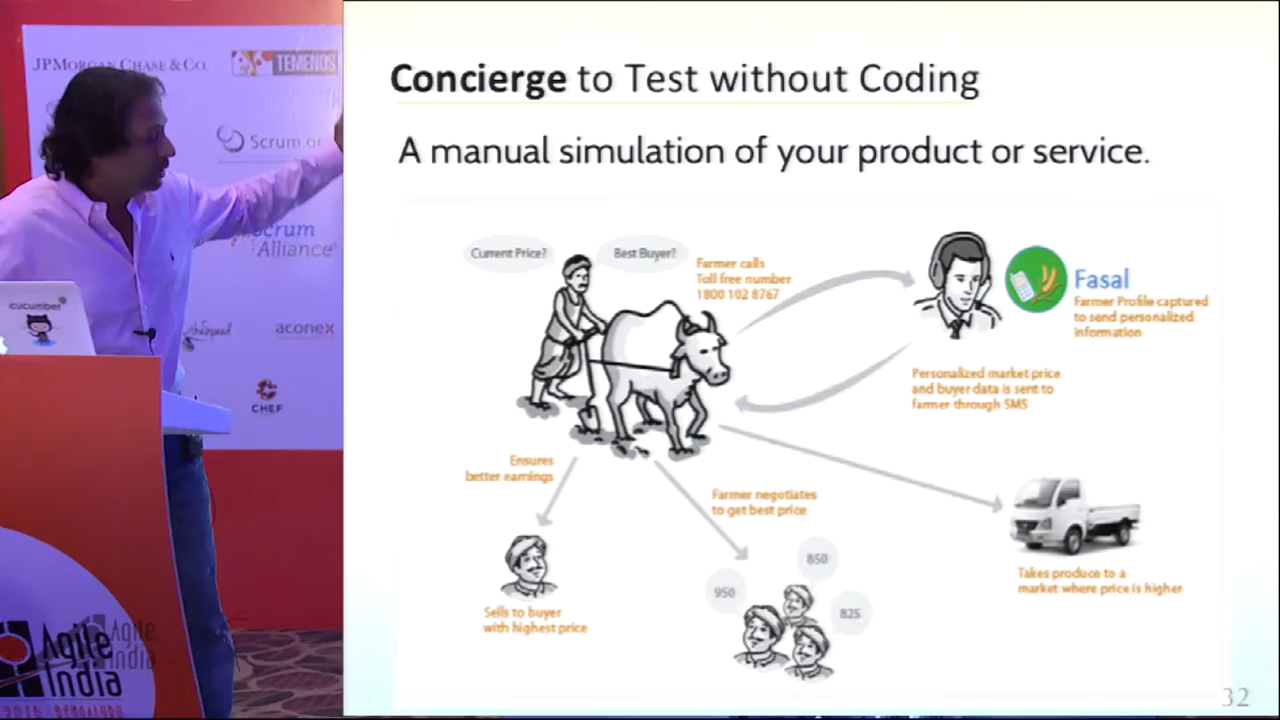 JPMORGAN CHASE & CO.
TEMENOS
Scrum.or
Scrum
Alliance
cucumber
aconex
CHEF
Agile
India
Agile
India
Concierge to Test without Coding
A manual simulation of your product or service.
Current Price?
Best Buyer?
Farmer calls
Toll free number
1800 102 8767
Fasal
Farmer Profile captured
to send personalized
information
Personalized market price
and buyer data is sent to
farmer through SMS
Ensures
better earnings
Farmer negotiates
to get best price
850
950
825
Sells to buyer
with highest price
Takes produce to a
market where price is higher
32